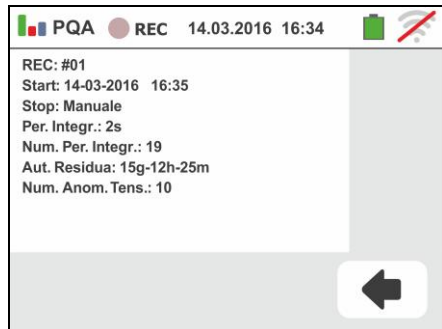 PQA REC 14.03.2016 16:34
REC: #01
Start: 14-03-2016 16:35
Stop: Manuale
Per. Integr.: 2s
Num. Per. Integr.: 19
Aut. Residua: 15g-12h-25m
Num. Anom. Tens.: 10